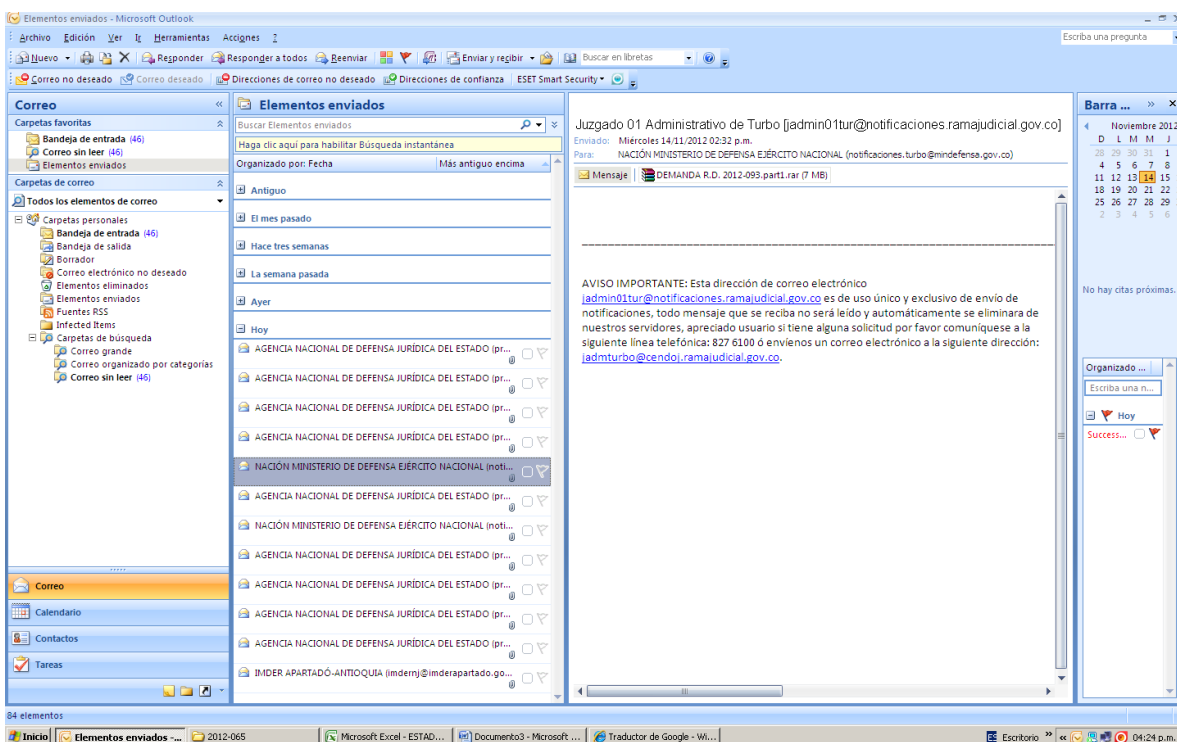 Elementos enviados - Microsoft Outlook
Archivo Edición Ver Ir Herramientas Acciones ?
Escriba una pregunta
Nuevo Responder Responder a todos Reenviar Enviar y recibir Buscar en libretas
Correo no deseado Correo deseado Direcciones de correo no deseado Direcciones de confianza ESET Smart Security
Correo
Carpetas favoritas
Bandeja de entrada (46)
Correo sin leer (46)
Elementos enviados
Carpetas de correo
Todos los elementos de correo
Carpetas personales
Bandeja de entrada (46)
Bandeja de salida
Borrador
Correo electrónico no deseado
Elementos eliminados
Elementos enviados
Fuentes RSS
Infected Items
Carpetas de búsqueda
Correo grande
Correo organizado por categorías
Correo sin leer (46)
Correo
Calendario
Contactos
Tareas
Elementos enviados
Buscar Elementos enviados
Haga clic aquí para habilitar Búsqueda instantánea
Organizado por: Fecha Más antiguo encima
Antiguo
El mes pasado
Hace tres semanas
La semana pasada
Ayer
Hoy
AGENCIA NACIONAL DE DEFENSA JURÍDICA DEL ESTADO (pr...
AGENCIA NACIONAL DE DEFENSA JURÍDICA DEL ESTADO (pr...
AGENCIA NACIONAL DE DEFENSA JURÍDICA DEL ESTADO (pr...
AGENCIA NACIONAL DE DEFENSA JURÍDICA DEL ESTADO (pr...
NACIÓN MINISTERIO DE DEFENSA EJÉRCITO NACIONAL (noti...
AGENCIA NACIONAL DE DEFENSA JURÍDICA DEL ESTADO (pr...
NACIÓN MINISTERIO DE DEFENSA EJÉRCITO NACIONAL (noti...
AGENCIA NACIONAL DE DEFENSA JURÍDICA DEL ESTADO (pr...
AGENCIA NACIONAL DE DEFENSA JURÍDICA DEL ESTADO (pr...
AGENCIA NACIONAL DE DEFENSA JURÍDICA DEL ESTADO (pr...
AGENCIA NACIONAL DE DEFENSA JURÍDICA DEL ESTADO (pr...
IMDER APARTADÓ-ANTIOQUIA (imdernj@imderapartado.go...
Juzgado 01 Administrativo de Turbo [jadmin01tur@notificaciones.ramajudicial.gov.co]
Enviado: Miércoles 14/11/2012 02:32 p.m.
Para: NACIÓN MINISTERIO DE DEFENSA EJÉRCITO NACIONAL (notificaciones.turbo@mindefensa.gov.co)
Mensaje DEMANDA R.D. 2012-093.part1.rar (7 MB)
AVISO IMPORTANTE: Esta dirección de correo electrónico
jadmin01tur@notificaciones.ramajudicial.gov.co es de uso único y exclusivo de envío de
notificaciones, todo mensaje que se reciba no será leído y automáticamente se eliminara de
nuestros servidores, apreciado usuario si tiene alguna solicitud por favor comuníquese a la
siguiente línea telefónica: 827 6100 ó envíenos un correo electrónico a la siguiente dirección:
jadmturbo@cendoj.ramajudicial.gov.co.
Barra ...
Noviembre 2012
D L M M J
28 29 30 31 1
4 5 6 7 8
11 12 13 14 15
18 19 20 21 22
25 26 27 28 29
2 3 4 5 6
No hay citas próximas.
Organizado ...
Escriba una n...
Hoy
Success...
84 elementos
Inicio Elementos enviados -... 2012-065 Microsoft Excel - ESTAD... Documento3 - Microsoft ... Traductor de Google - Wi... Escritorio 04:24 p.m.